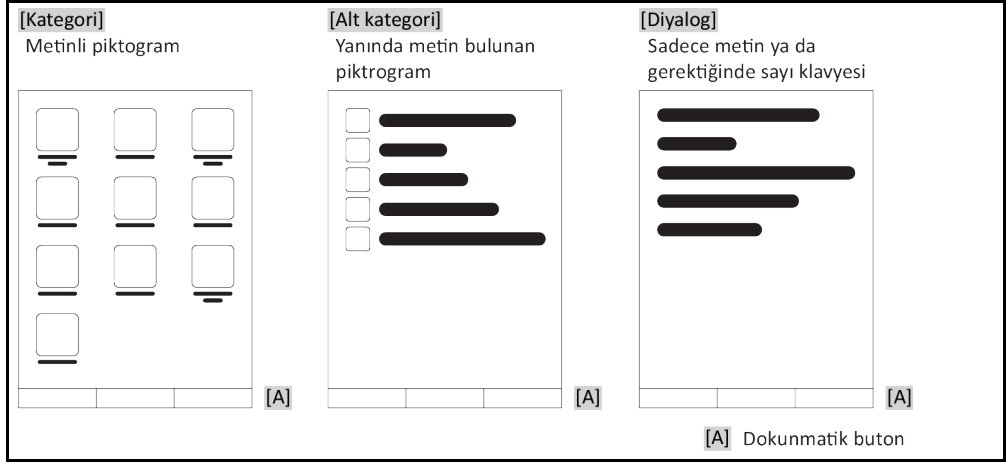 [Kategori]
Metinli piktogram
[Alt kategori]
Yanında metin bulunan
piktrogram
[Diyalog]
Sadece metin ya da
gerektiğinde sayı klavyesi
[A]
[A]
[A]
[A] Dokunmatik buton